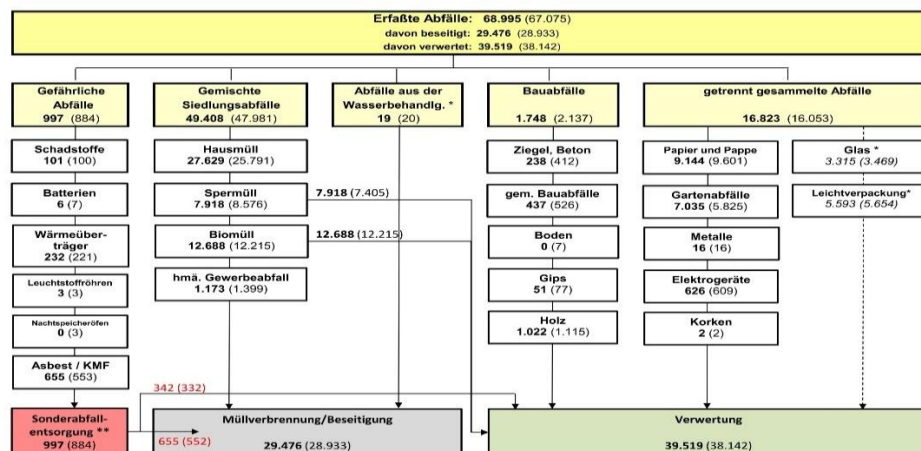 Erfaßte Abfälle: 68.995 (67.075)
davon beseitigt: 29.476 (28.933)
davon verwertet: 39.519 (38.142)
Gefährliche
Abfälle
997 (884)
Gemischte
Siedlungsabfälle
49.408 (47.981)
Abfälle aus der
Wasserbehandlg. *
19 (20)
Bauabfälle
1.748 (2.137)
getrennt gesammelte Abfälle
16.823 (16.053)
Schadstoffe
101 (100)
Batterien
6 (7)
Wärmeüber-
träger
232 (221)
Leuchtstoffröhren
3 (3)
Nachtspeicheröfen
0 (3)
Asbest / KMF
655 (553)
Hausmüll
27.629 (25.791)
Spermüll
7.918 (8.576)
7.918 (7.405)
Biomüll
12.688 (12.215)
12.688 (12.215)
hmä. Gewerbeabfall
1.173 (1.399)
Ziegel, Beton
238 (412)
gem. Bauabfälle
437 (526)
Boden
0 (7)
Gips
51 (77)
Holz
1.022 (1.115)
Papier und Pappe
9.144 (9.601)
Gartenabfälle
7.035 (5.825)
Metalle
16 (16)
Elektrogeräte
626 (609)
Korken
2 (2)
Glas *
3.315 (3.469)
Leichtverpackung*
5.593 (5.654)
342 (332)
Sonderabfall-
entsorgung **
997 (884)
655 (552)
Müllverbrennung/Beseitigung
29.476 (28.933)
Verwertung
39.519 (38.142)